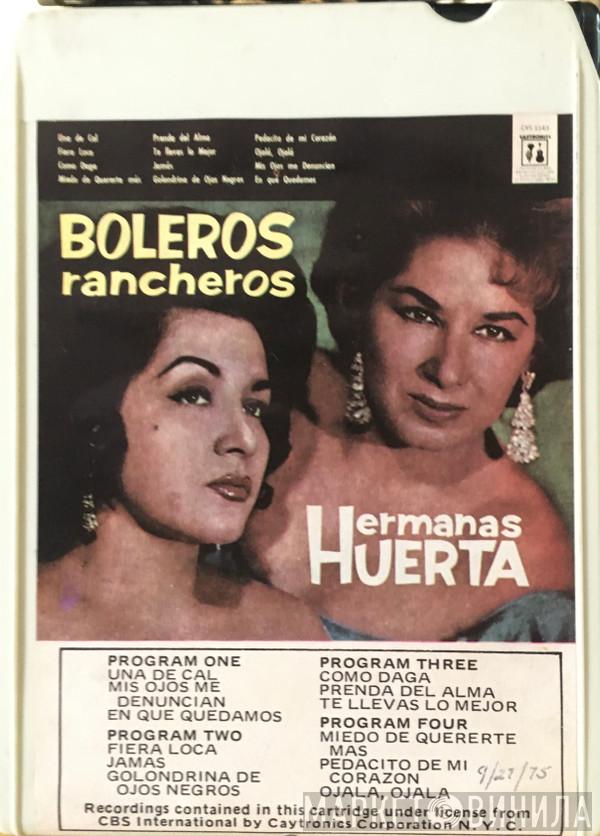 Una de Cal
Fiera Loca
Como Daga
Miedo de Quererte más
Prenda del Alma
Te llevas lo Mejor
Jamás
Golondrina de Ojos Negros
Pedacito de mi Corazón
Ojalá, Ojalá
Mis Ojos me Denuncian
En qué Quedamos
CYS 1143
CAYTRONICS
BOLEROS
rancheros
Hermanas
HUERTA
PROGRAM ONE
UNA DE CAL
MIS OJOS ME
DENUNCIAN
EN QUE QUEDAMOS
PROGRAM TWO
FIERA LOCA
JAMAS
GOLONDRINA DE
OJOS NEGROS
PROGRAM THREE
COMO DAGA
PRENDA DEL ALMA
TE LLEVAS LO MEJOR
PROGRAM FOUR
MIEDO DE QUERERTE
MAS
PEDACITO DE MI
CORAZON
OJALA, OJALA
9/27/75
Recordings contained in this cartridge under license from
CBS International by Caytronics Corporation N.Y.C.
МАРКЕТ ВИНИЛА